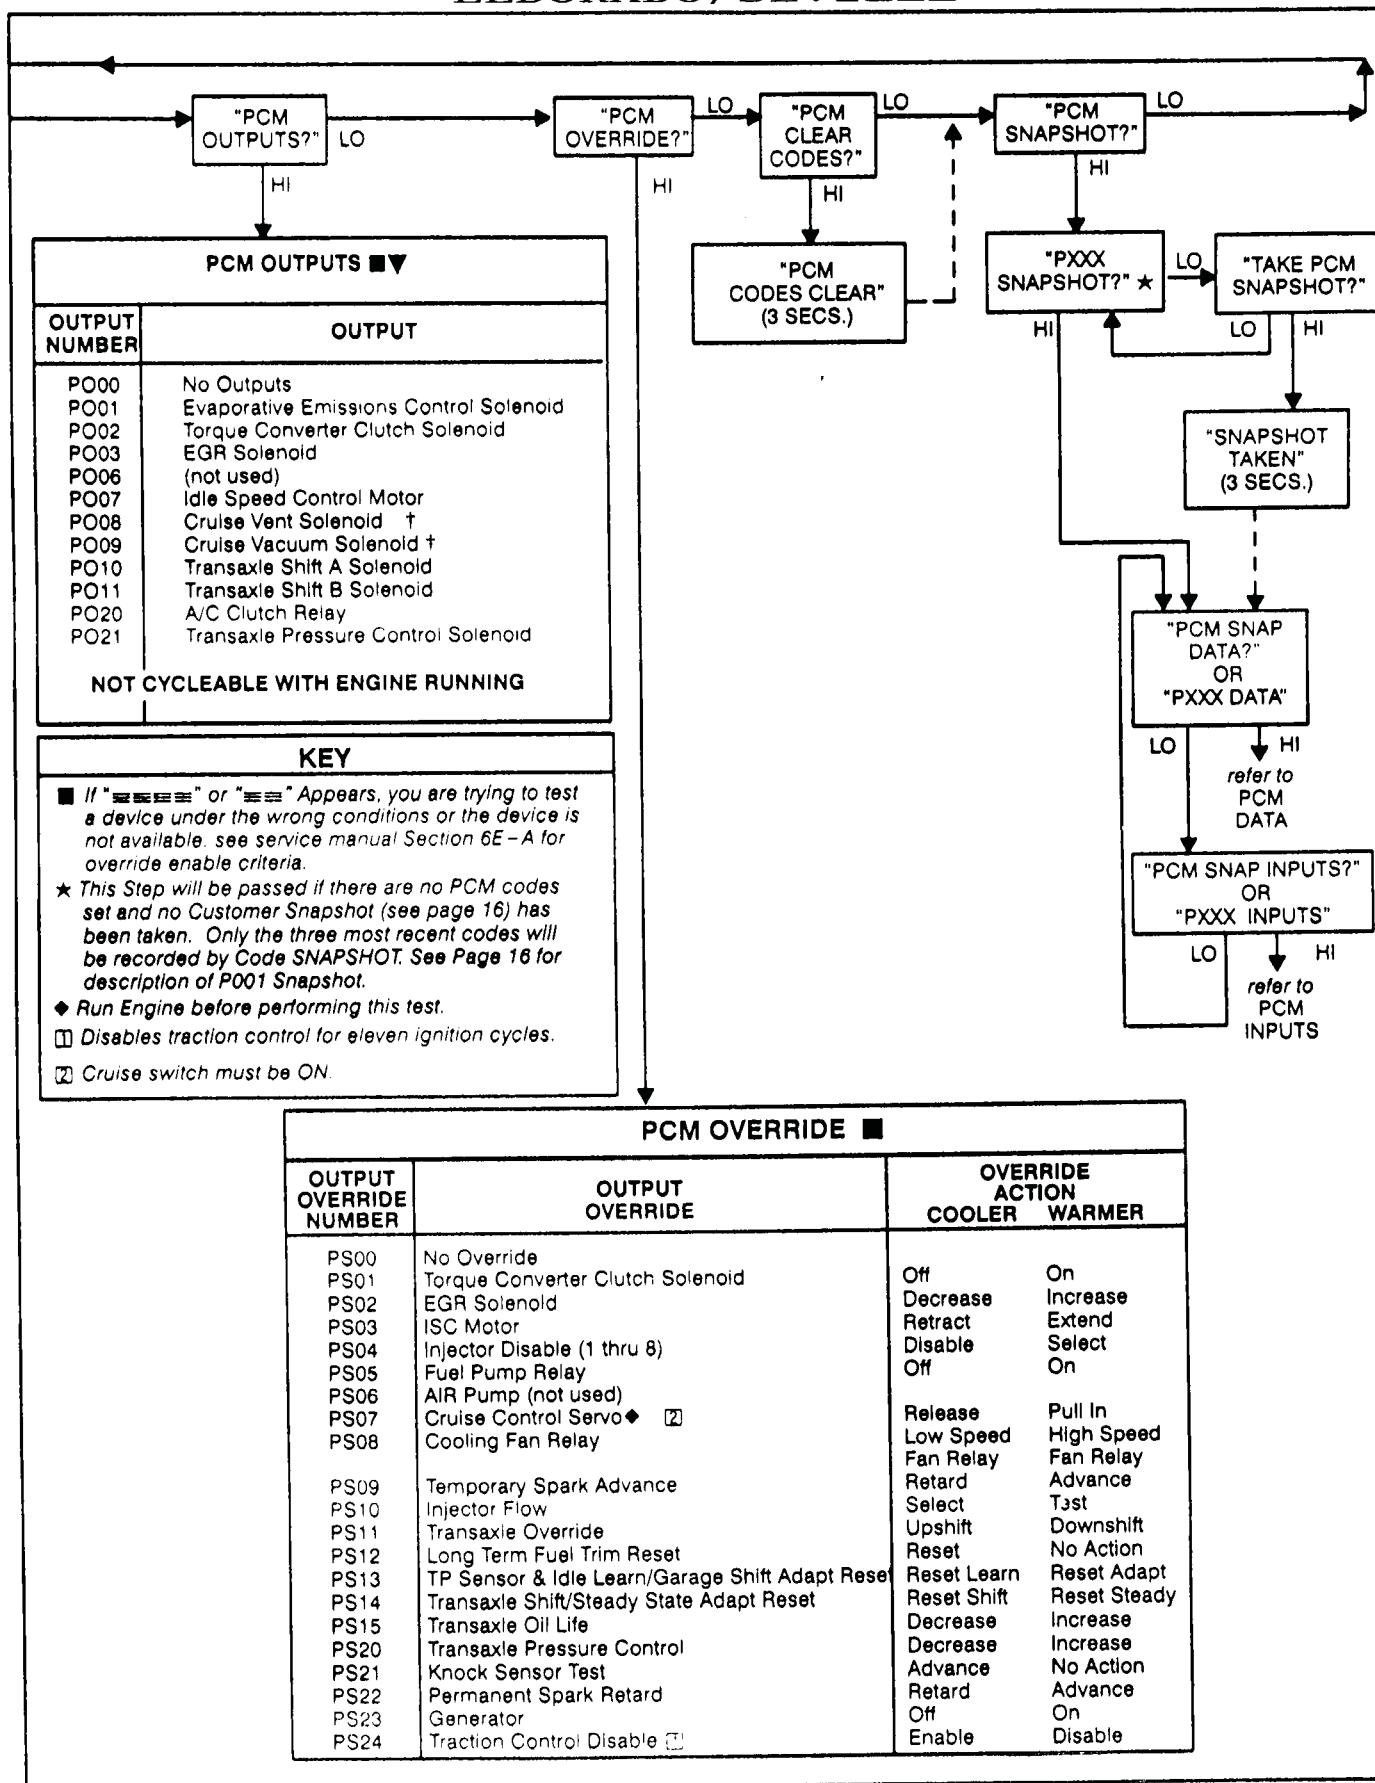 "PCM
OUTPUTS?"
LO
HI
"PCM
OVERRIDE?"
LO
HI
"PCM
CLEAR
CODES?"
LO
HI
"PCM
SNAPSHOT?"
LO
HI
"PCM
CODES CLEAR"
(3 SECS.)
"PXXX
SNAPSHOT?" ★
LO
HI
"TAKE PCM
SNAPSHOT?"
LO
HI
"SNAPSHOT
TAKEN"
(3 SECS.)
"PCM SNAP
DATA?"
OR
"PXXX DATA"
LO
HI
refer to
PCM
DATA
"PCM SNAP INPUTS?"
OR
"PXXX INPUTS"
LO
HI
refer to
PCM
INPUTS
PCM OUTPUTS ■▼
OUTPUT NUMBER OUTPUT
PO00 No Outputs
PO01 Evaporative Emissions Control Solenoid
PO02 Torque Converter Clutch Solenoid
PO03 EGR Solenoid
PO06 (not used)
PO07 Idle Speed Control Motor
PO08 Cruise Vent Solenoid †
PO09 Cruise Vacuum Solenoid †
PO10 Transaxle Shift A Solenoid
PO11 Transaxle Shift B Solenoid
PO20 A/C Clutch Relay
PO21 Transaxle Pressure Control Solenoid
NOT CYCLEABLE WITH ENGINE RUNNING
KEY
■ If " " or " " Appears, you are trying to test
a device under the wrong conditions or the device is
not available. see service manual Section 6E–A for
override enable criteria.
★ This Step will be passed if there are no PCM codes
set and no Customer Snapshot (see page 16) has
been taken. Only the three most recent codes will
be recorded by Code SNAPSHOT. See Page 16 for
description of P001 Snapshot.
◆ Run Engine before performing this test.
[1] Disables traction control for eleven ignition cycles.
[2] Cruise switch must be ON.
PCM OVERRIDE ■
OUTPUT OVERRIDE NUMBER OUTPUT OVERRIDE OVERRIDE ACTION
COOLER WARMER
PS00 No Override
PS01 Torque Converter Clutch Solenoid Off On
PS02 EGR Solenoid Decrease Increase
PS03 ISC Motor Retract Extend
PS04 Injector Disable (1 thru 8) Disable Select
PS05 Fuel Pump Relay Off On
PS06 AIR Pump (not used)
PS07 Cruise Control Servo◆ [2] Release Pull In
PS08 Cooling Fan Relay Low Speed High Speed
Fan Relay Fan Relay
PS09 Temporary Spark Advance Retard Advance
PS10 Injector Flow Select Test
PS11 Transaxle Override Upshift Downshift
PS12 Long Term Fuel Trim Reset Reset No Action
PS13 TP Sensor & Idle Learn/Garage Shift Adapt Reset Reset Learn Reset Adapt
PS14 Transaxle Shift/Steady State Adapt Reset Reset Shift Reset Steady
PS15 Transaxle Oil Life Decrease Increase
PS20 Transaxle Pressure Control Decrease Increase
PS21 Knock Sensor Test Advance No Action
PS22 Permanent Spark Retard Retard Advance
PS23 Generator Off On
PS24 Traction Control Disable [1] Enable Disable